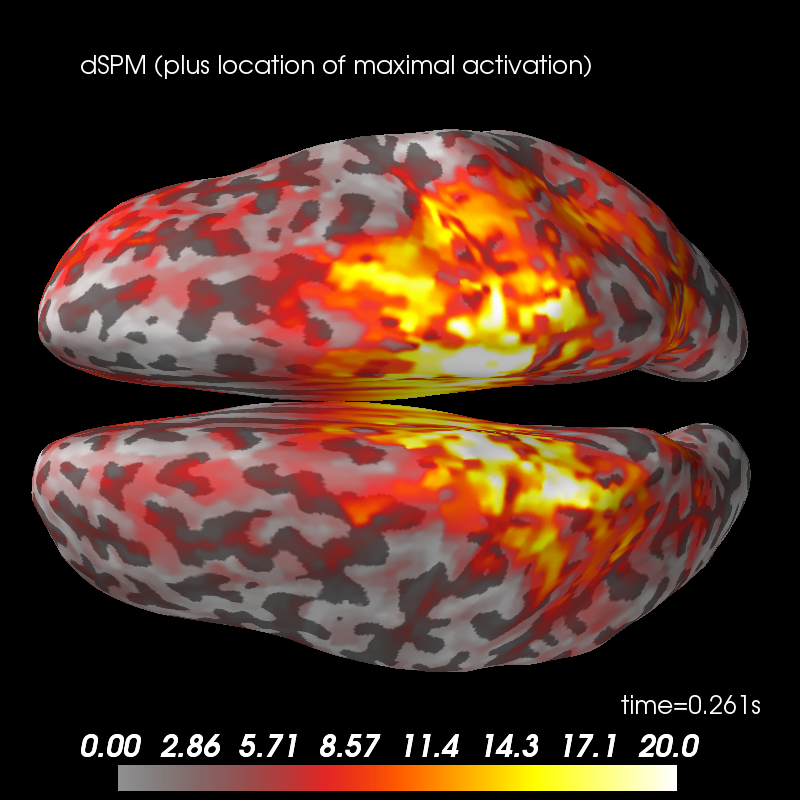 dSPM (plus location of maximal activation)
time=0.261s
0.00 2.86 5.71 8.57 11.4 14.3 17.1 20.0